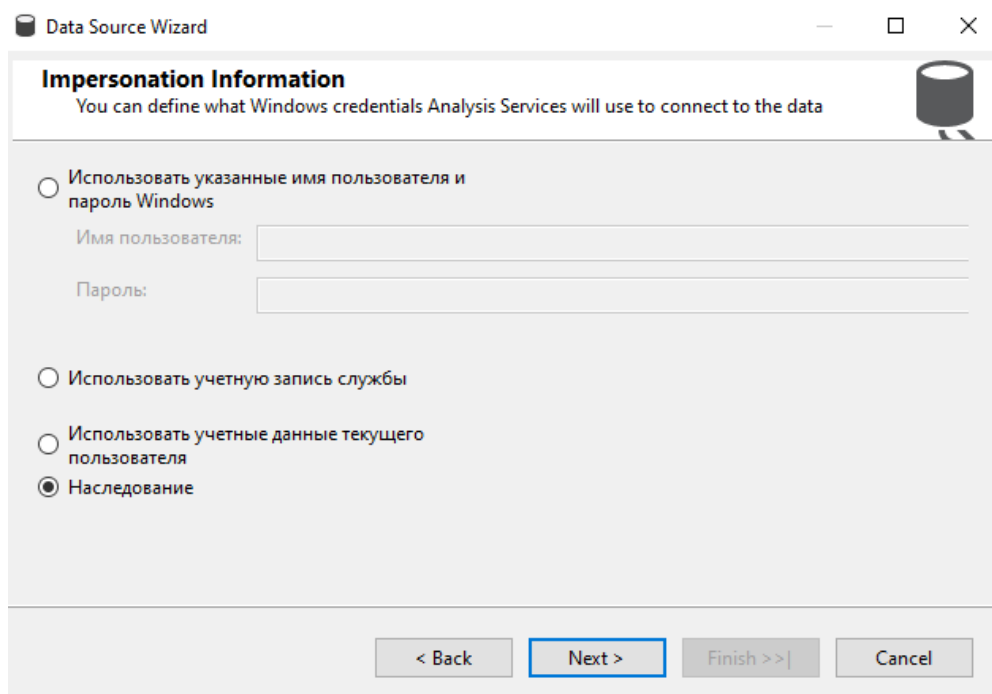 Data Source Wizard
Impersonation Information
You can define what Windows credentials Analysis Services will use to connect to the data
Использовать указанные имя пользователя и
пароль Windows
Имя пользователя:
Пароль:
Использовать учетную запись службы
Использовать учетные данные текущего
пользователя
Наследование
< Back
Next >
Finish >>|
Cancel